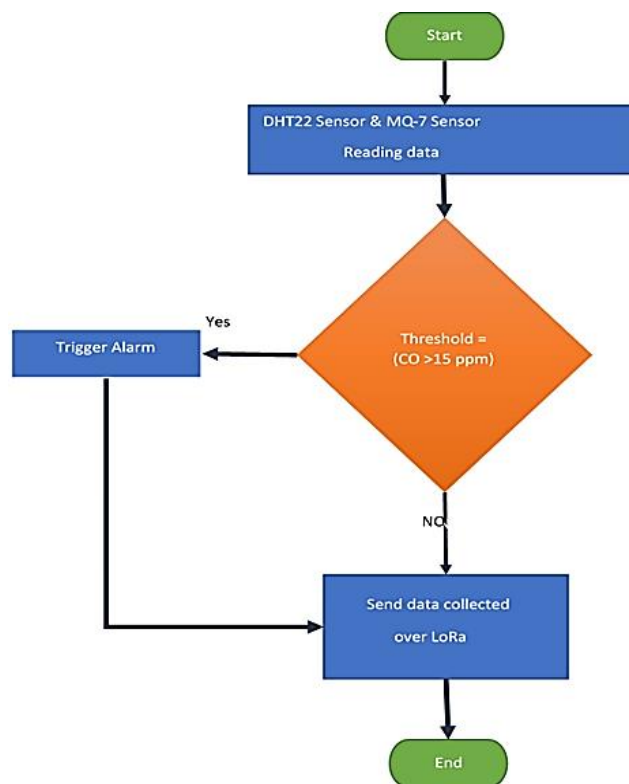 Start
DHT22 Sensor & MQ-7 Sensor
Reading data
Threshold =
(CO >15 ppm)
Yes
Trigger Alarm
NO
Send data collected
over LoRa
End